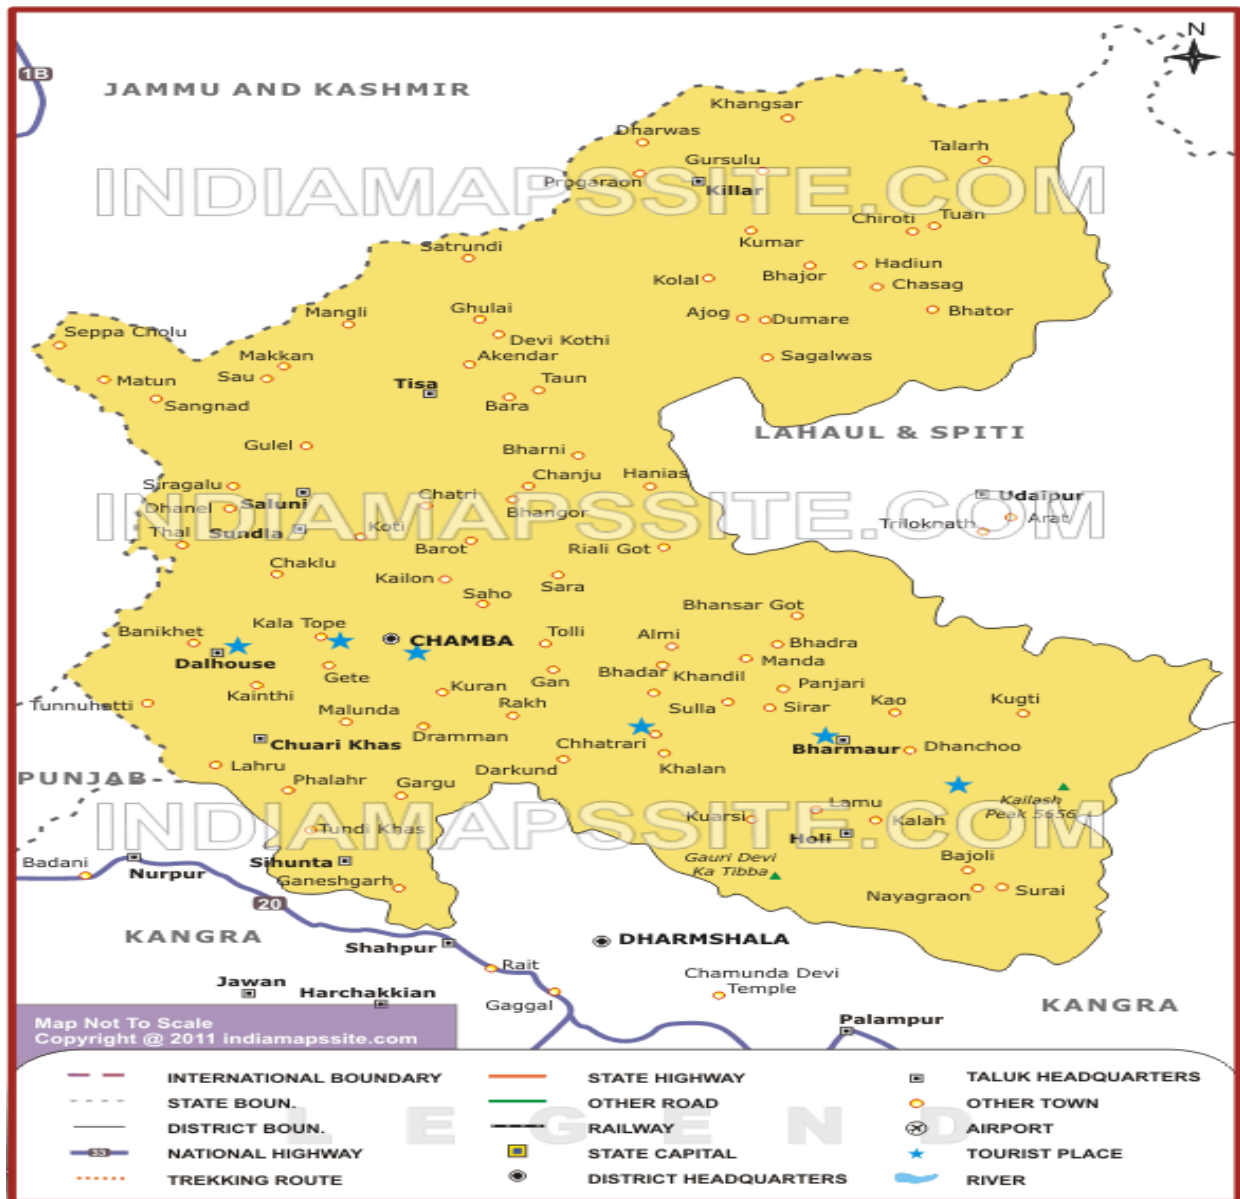 N
1B
JAMMU AND KASHMIR
Khangsar
Dharwas
Talarh
Gursulu
INDIAMAPSSITE.COM
Progaraon
Killar
Chiroti
Tuan
Satrundi
Kumar
Kolal
Bhajor
Hadiun
Chasag
Mangli
Ghulai
Ajog
Dumare
Bhator
Seppa Cholu
Devi Kothi
Makkan
Akendar
Sagalwas
Matun
Sau
Tisa
Taun
Sangnad
Bara
LAHAUL & SPITI
Gulel
Bharni
Siragalu
Chanju
Hanias
Saluni
Chatri
Udaipur
INDIAMAPSSITE.COM
Dhanel
Bhangor
Arat
Thal
Sundla
Koti
Triloknath
Barot
Riali Got
Chaklu
Kailon
Sara
Saho
Bhansar Got
Banikhet
Kala Tope
CHAMBA
Tolli
Almi
Bhadra
Dalhouse
Manda
Gete
Gan
Bhadar
Khandil
Kainthi
Kuran
Panjari
Tunnuhatti
Malunda
Rakh
Sulla
Sirar
Kao
Kugti
Chuari Khas
Dramman
Chhatrari
Bharmaur
Dhanchoo
Lahru
Darkund
Khalan
PUNJAB
Phalahr
Gargu
Kailash
Peak 5656
Lamu
INDIAMAPSSITE.COM
Tundi Khas
Kuarsi
Kalah
Holi
Badani
Sihunta
Gauri Devi
Ka Tibba
Bajoli
Nurpur
Ganeshgarh
Nayagraon
Surai
20
KANGRA
Shahpur
DHARMSHALA
Rait
Chamunda Devi
Temple
Jawan
Harchakkian
Gaggal
KANGRA
Palampur
Map Not To Scale
Copyright @ 2011 indiamapssite.com
LEGEND
INTERNATIONAL BOUNDARY
STATE BOUN.
DISTRICT BOUN.
33
NATIONAL HIGHWAY
TREKKING ROUTE
STATE HIGHWAY
OTHER ROAD
RAILWAY
STATE CAPITAL
DISTRICT HEADQUARTERS
TALUK HEADQUARTERS
OTHER TOWN
AIRPORT
TOURIST PLACE
RIVER